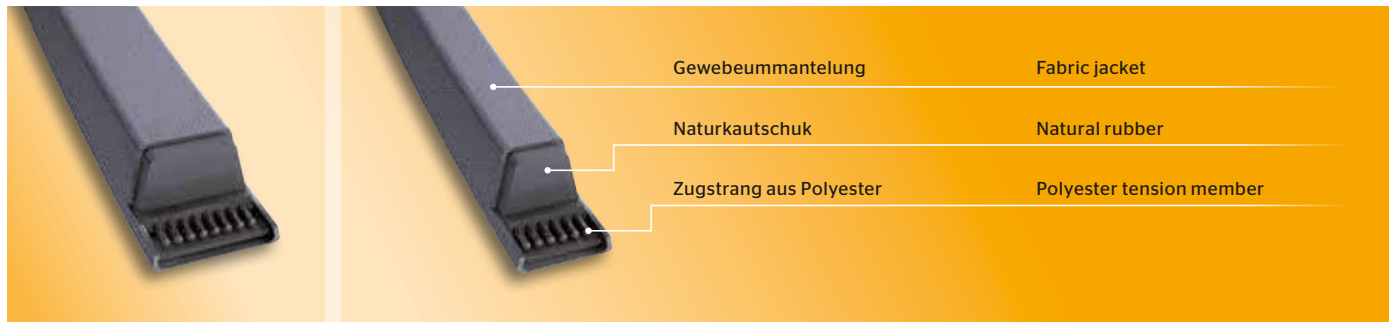 Gewebeummantelung Fabric jacket
Naturkautschuk Natural rubber
Zugstrang aus Polyester Polyester tension member